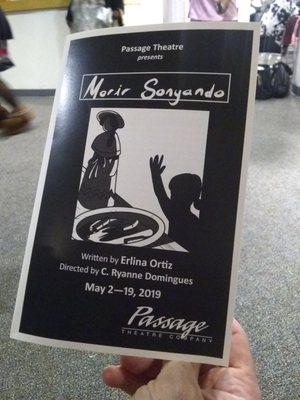 Passage Theatre
presents
Morir Sonyando
Written by Erlina Ortiz
Directed by C. Ryanne Domingues
May 2—19, 2019
Passage
THEATRE COMPANY